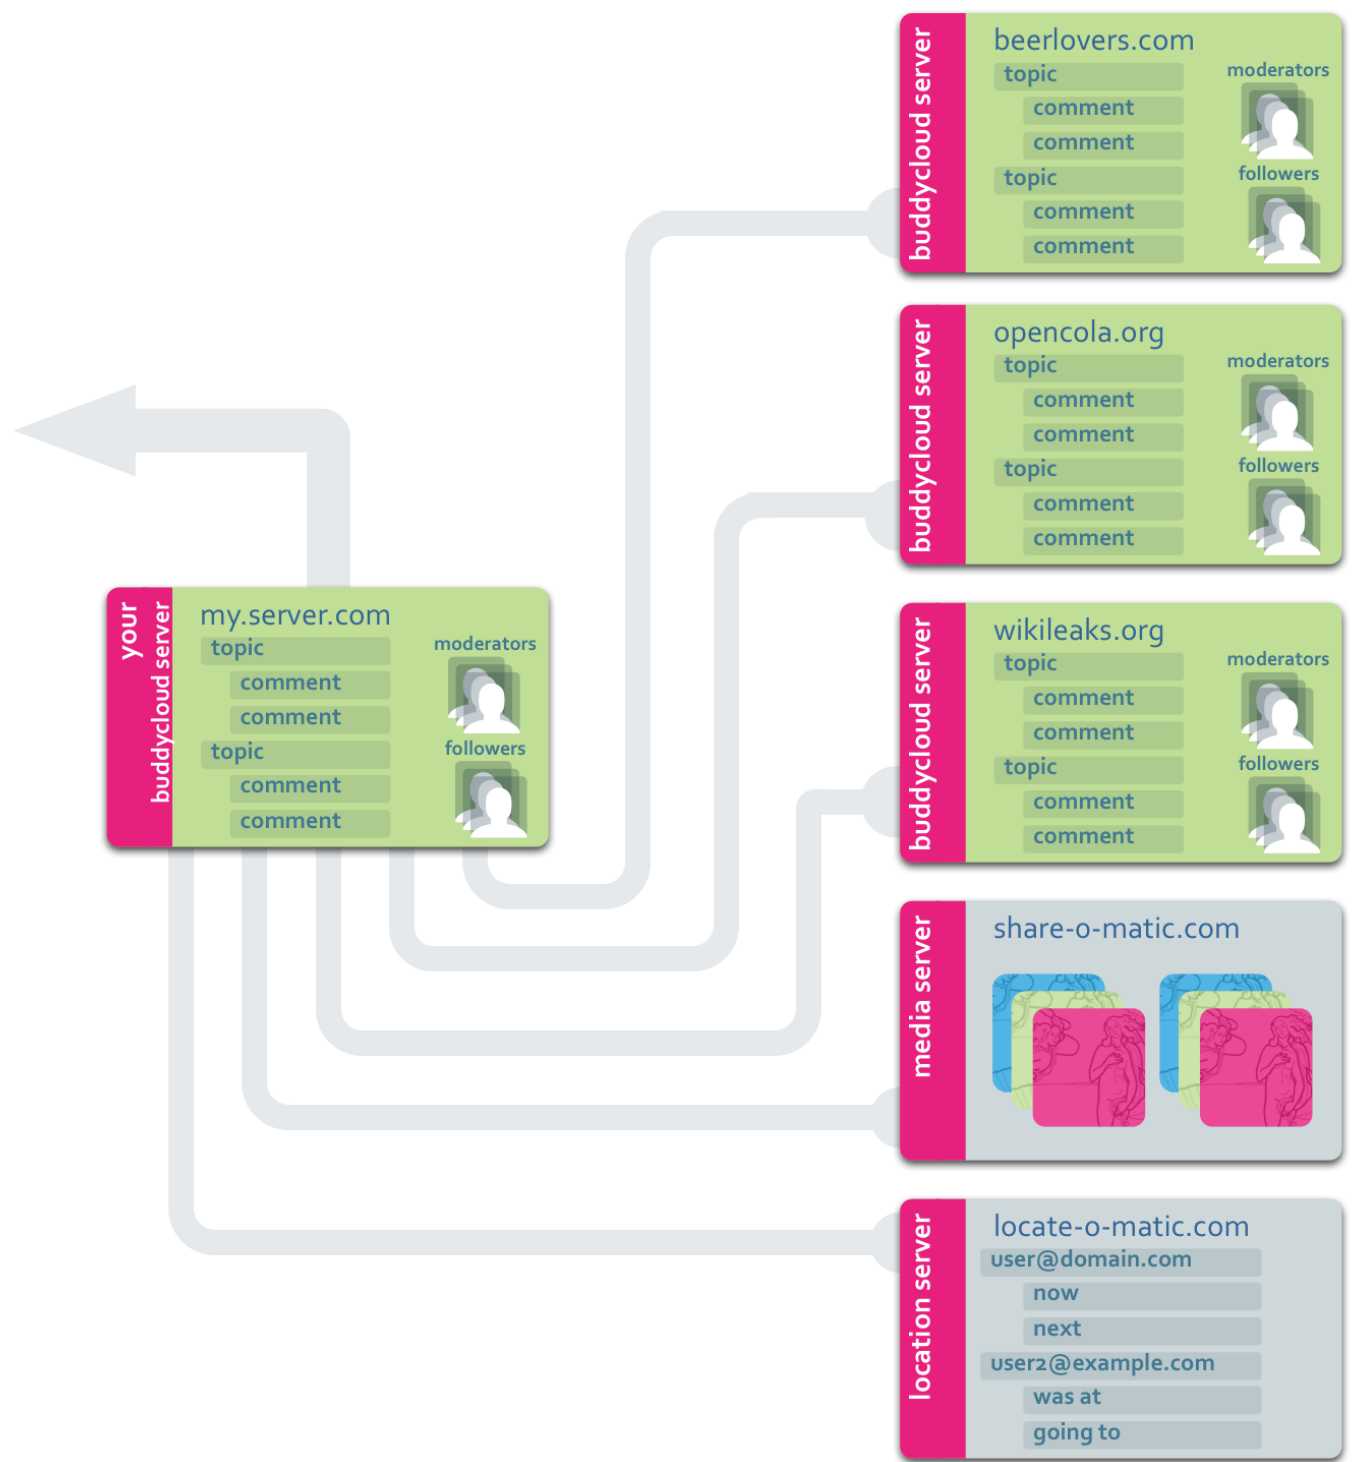 buddycloud server
beerlovers.com
topic
comment
comment
topic
comment
comment
moderators
followers
buddycloud server
opencola.org
topic
comment
comment
topic
comment
comment
moderators
followers
your
buddycloud server
my.server.com
topic
comment
comment
topic
comment
comment
moderators
followers
buddycloud server
wikileaks.org
topic
comment
comment
topic
comment
comment
moderators
followers
media server
share-o-matic.com
location server
locate-o-matic.com
user@domain.com
now
next
user2@example.com
was at
going to